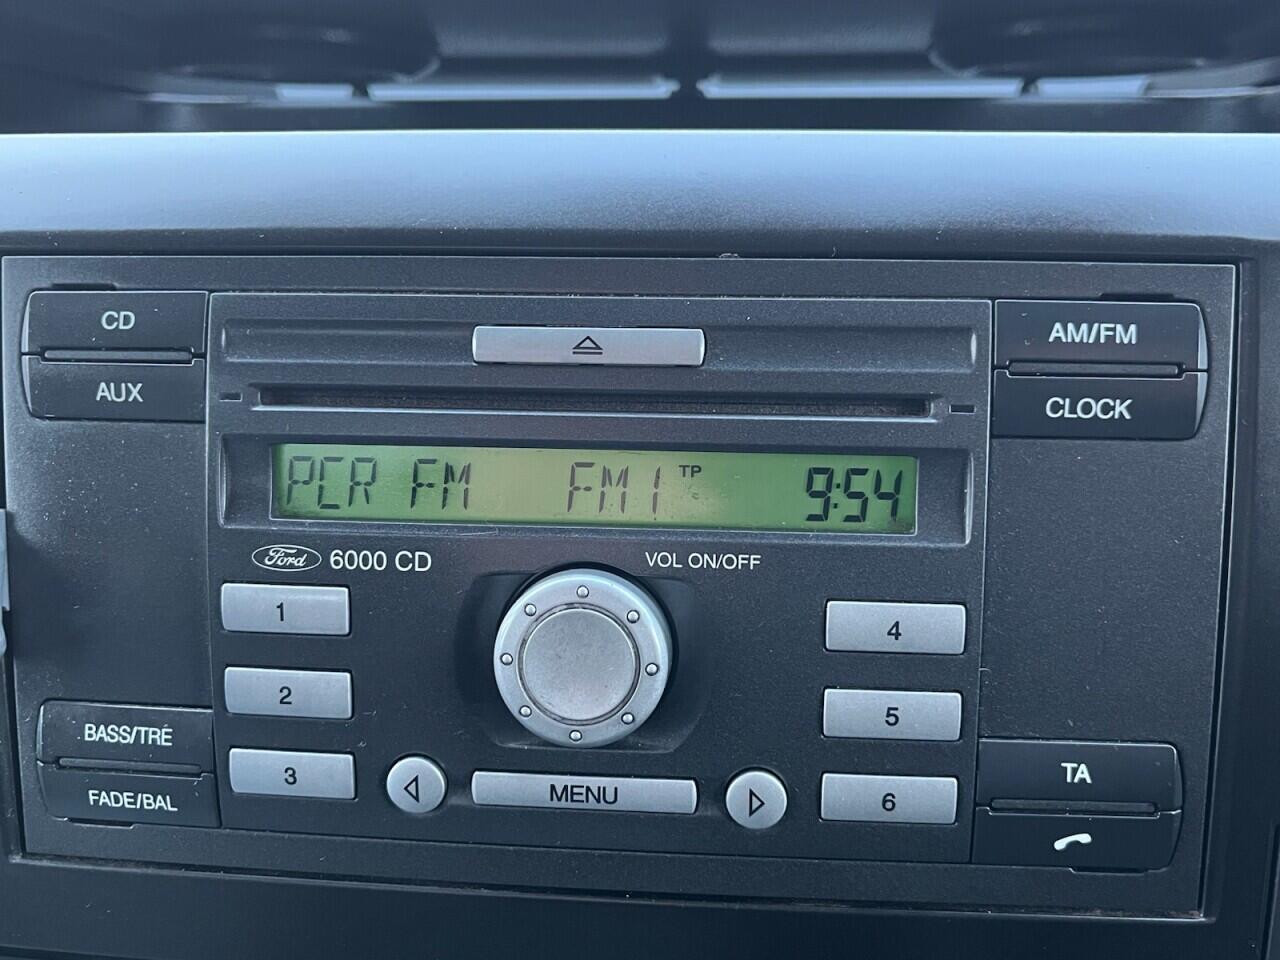 CD
AM/FM
AUX
CLOCK
PCR FM FM1 TP 9:54
Ford 6000 CD
VOL ON/OFF
1
4
2
5
BASS/TRE
3
MENU
6
TA
FADE/BAL